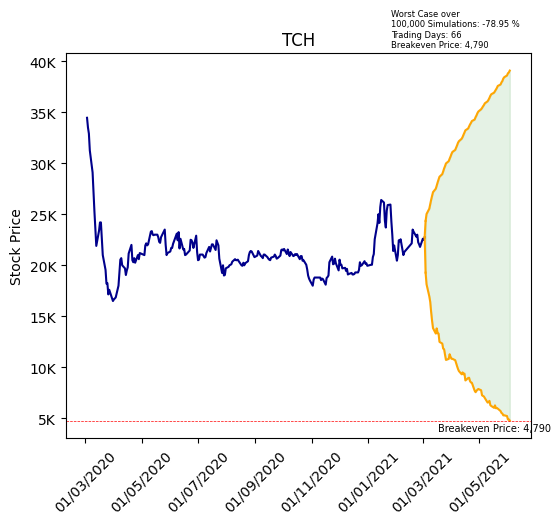 Worst Case over
100,000 Simulations: -78.95 %
Trading Days: 66
Breakeven Price: 4,790
TCH
40K
35K
30K
25K
20K
15K
10K
5K
Stock Price
Breakeven Price: 4,790
01/03/2020
01/05/2020
01/07/2020
01/09/2020
01/11/2020
01/01/2021
01/03/2021
01/05/2021